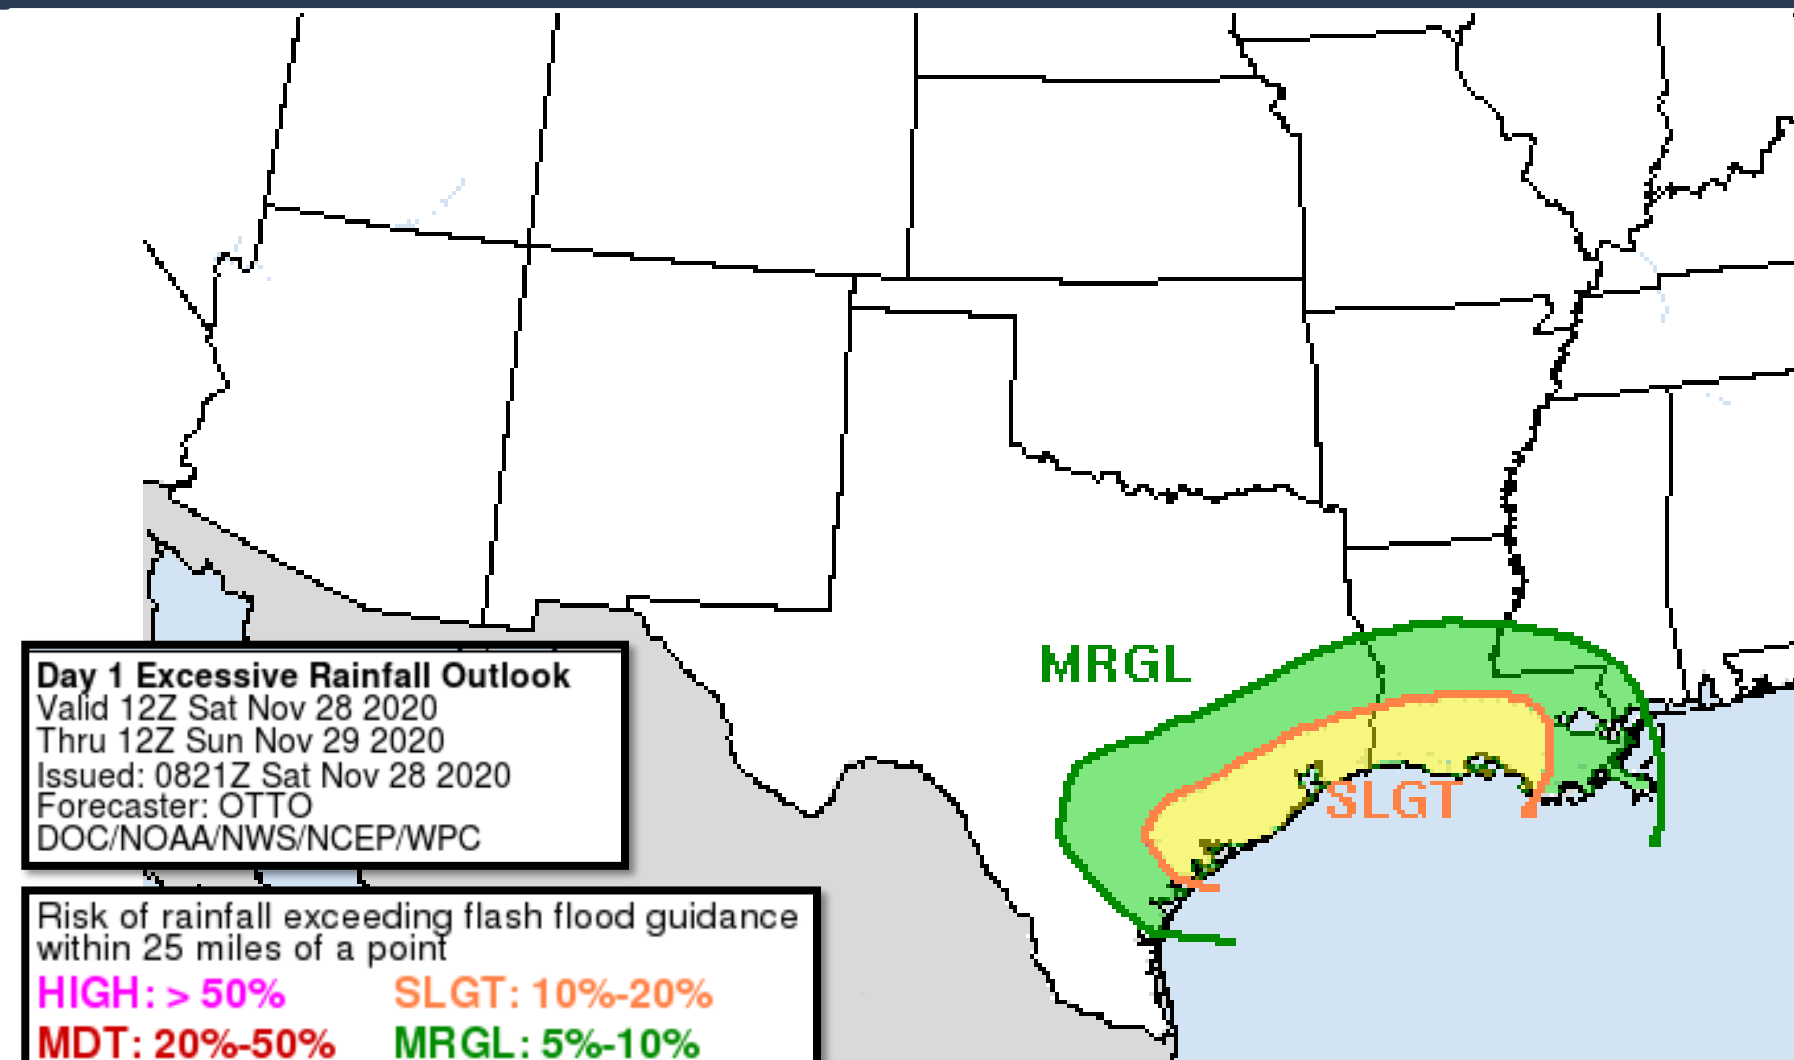 MRGL
SLGT
Day 1 Excessive Rainfall Outlook
Valid 12Z Sat Nov 28 2020
Thru 12Z Sun Nov 29 2020
Issued: 0821Z Sat Nov 28 2020
Forecaster: OTTO
DOC/NOAA/NWS/NCEP/WPC
Risk of rainfall exceeding flash flood guidance
within 25 miles of a point
HIGH: > 50% SLGT: 10%-20%
MDT: 20%-50% MRGL: 5%-10%